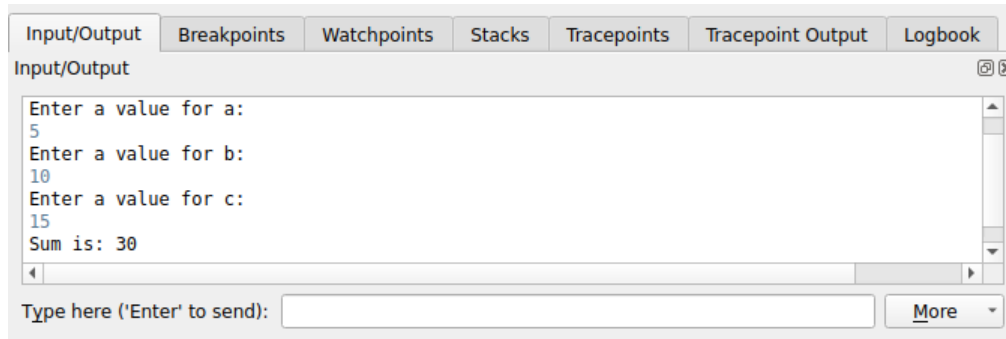 Input/Output Breakpoints Watchpoints Stacks Tracepoints Tracepoint Output Logbook
Input/Output
Enter a value for a:
5
Enter a value for b:
10
Enter a value for c:
15
Sum is: 30
Type here ('Enter' to send): More